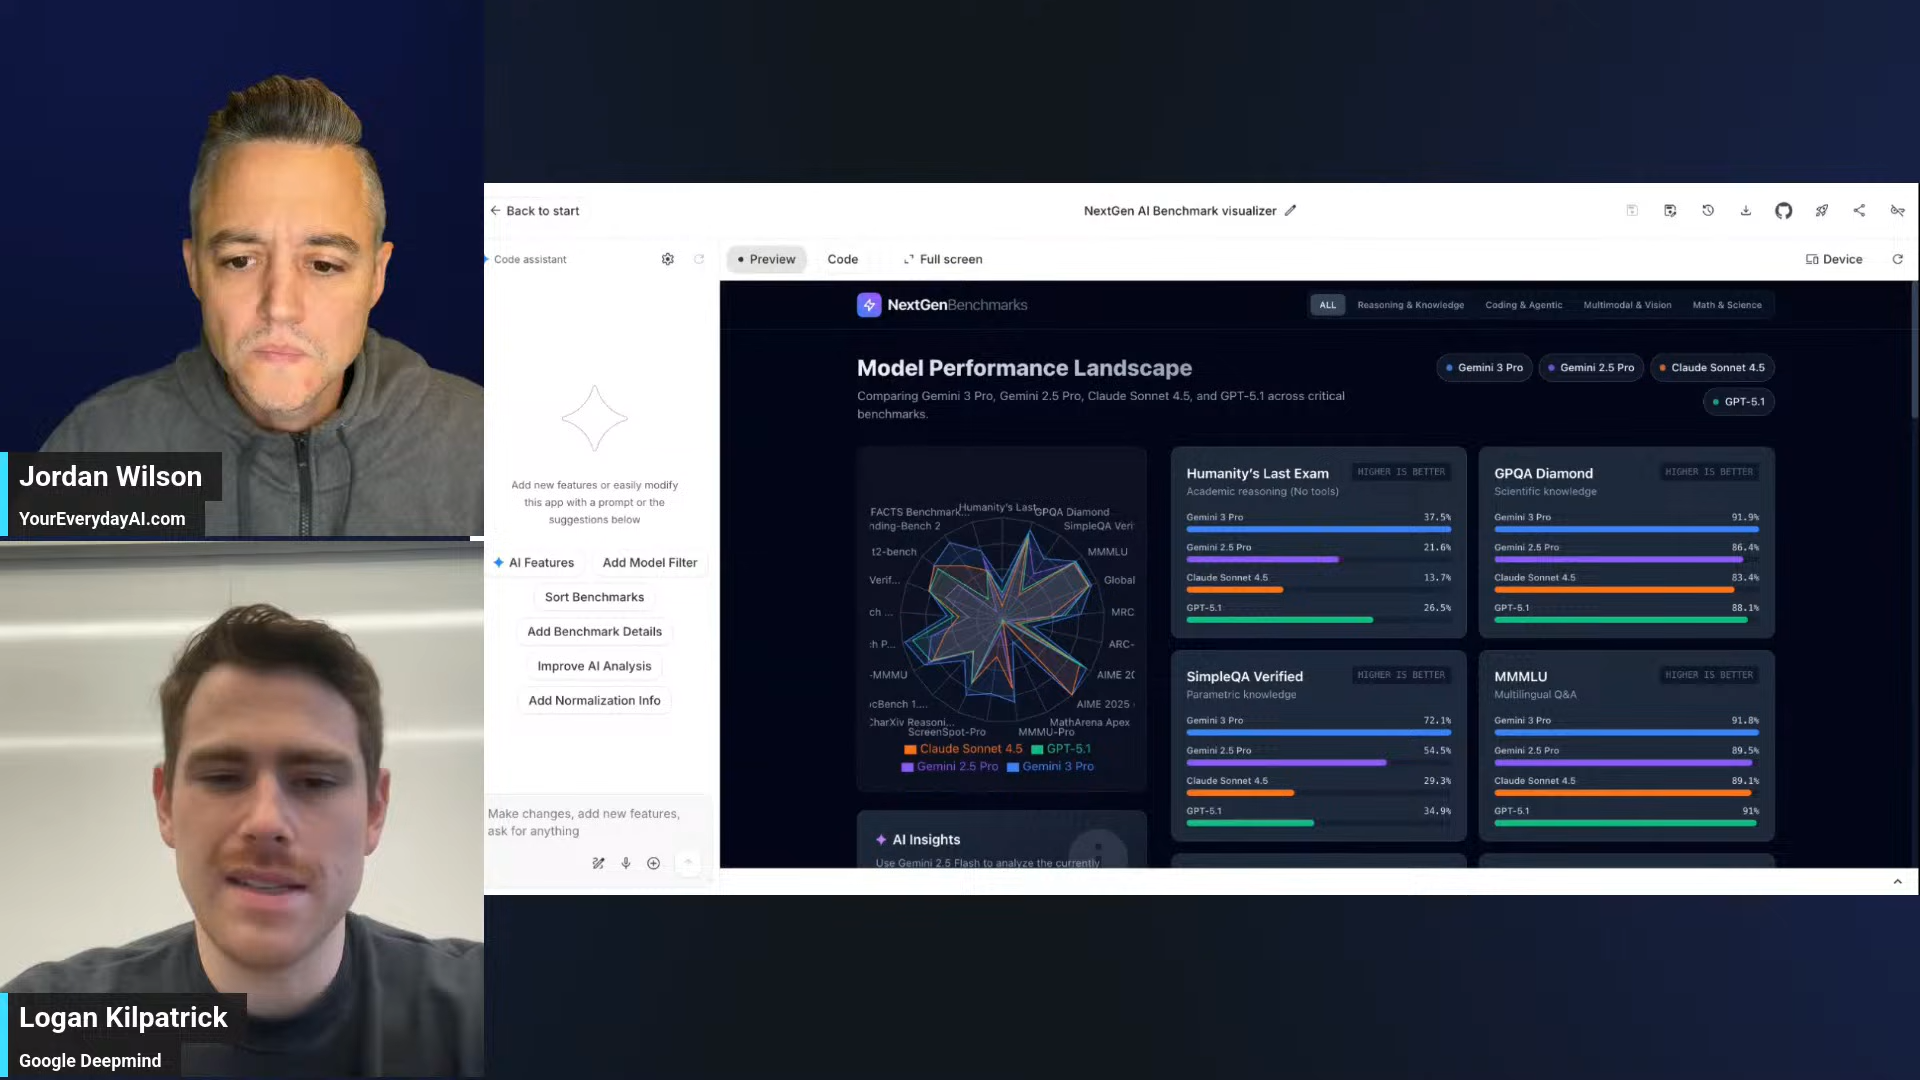 Jordan Wilson
YourEverydayAI.com
Logan Kilpatrick
Google Deepmind
Back to start
NextGen AI Benchmark visualizer
Code assistant
Preview
Code
Full screen
Device
Add new features or easily modify
this app with a prompt or the
suggestions below
AI Features
Add Model Filter
Sort Benchmarks
Add Benchmark Details
Improve AI Analysis
Add Normalization Info
Make changes, add new features,
ask for anything
NextGenBenchmarks
ALL
Reasoning & Knowledge
Coding & Agentic
Multimodal & Vision
Math & Science
Model Performance Landscape
Comparing Gemini 3 Pro, Gemini 2.5 Pro, Claude Sonnet 4.5, and GPT-5.1 across critical
benchmarks.
Gemini 3 Pro
Gemini 2.5 Pro
Claude Sonnet 4.5
GPT-5.1
Humanity's Last
GPQA Diamond
SimpleQA Veri
MMMLU
Global
MRC
ARC-
AIME 20
AIME 2025
MathArena Apex
MMMU-Pro
ScreenSpot-Pro
CharXiv Reasoni...
cBench 1....
-MMMU
h P...
ch ...
Verif...
t2-bench
nding-Bench 2
FACTS Benchmark...
Claude Sonnet 4.5
GPT-5.1
Gemini 2.5 Pro
Gemini 3 Pro
AI Insights
Use Gemini 2.5 Flash to analyze the currently
Humanity's Last Exam
HIGHER IS BETTER
Academic reasoning (No tools)
Gemini 3 Pro 37.5%
Gemini 2.5 Pro 21.6%
Claude Sonnet 4.5 13.7%
GPT-5.1 26.5%
GPQA Diamond
HIGHER IS BETTER
Scientific knowledge
Gemini 3 Pro 91.9%
Gemini 2.5 Pro 86.4%
Claude Sonnet 4.5 83.4%
GPT-5.1 88.1%
SimpleQA Verified
HIGHER IS BETTER
Parametric knowledge
Gemini 3 Pro 72.1%
Gemini 2.5 Pro 54.5%
Claude Sonnet 4.5 29.3%
GPT-5.1 34.9%
MMMLU
HIGHER IS BETTER
Multilingual Q&A
Gemini 3 Pro 91.8%
Gemini 2.5 Pro 89.5%
Claude Sonnet 4.5 89.1%
GPT-5.1 91%